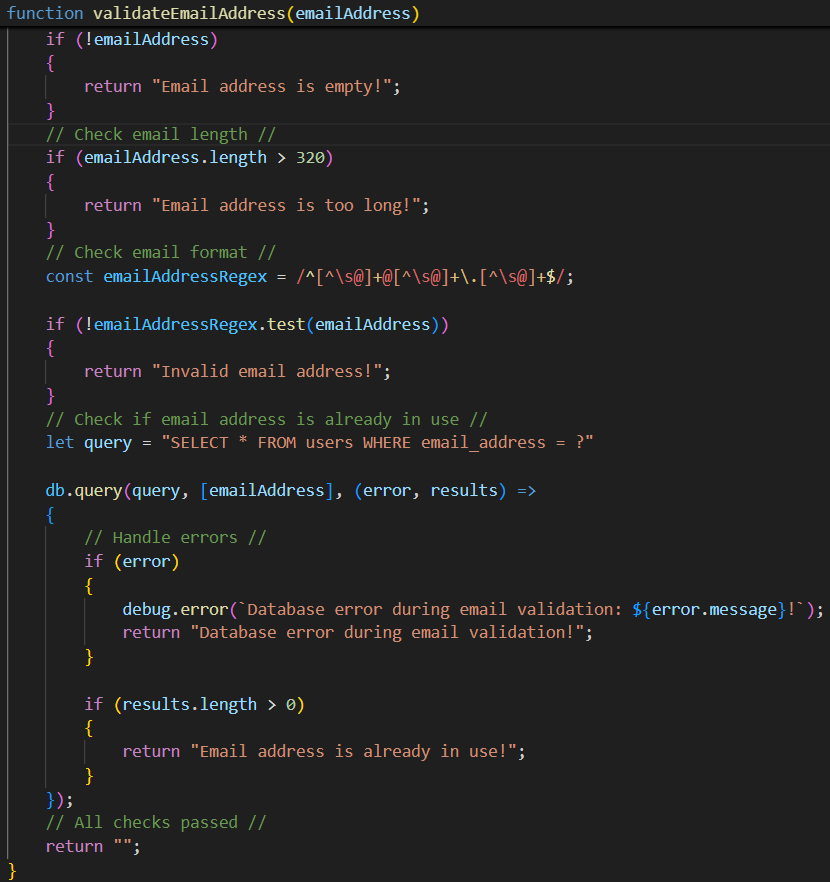 function validateEmailAddress(emailAddress)
if (!emailAddress)
{
return "Email address is empty!";
}
// Check email length //
if (emailAddress.length > 320)
{
return "Email address is too long!";
}
// Check email format //
const emailAddressRegex = /^[^\s@]+@[^\s@]+\.[^\s@]+$/;
if (!emailAddressRegex.test(emailAddress))
{
return "Invalid email address!";
}
// Check if email address is already in use //
let query = "SELECT * FROM users WHERE email_address = ?"
db.query(query, [emailAddress], (error, results) =>
{
// Handle errors //
if (error)
{
debug.error(`Database error during email validation: ${error.message}!`);
return "Database error during email validation!";
}
if (results.length > 0)
{
return "Email address is already in use!";
}
});
// All checks passed //
return "";
}